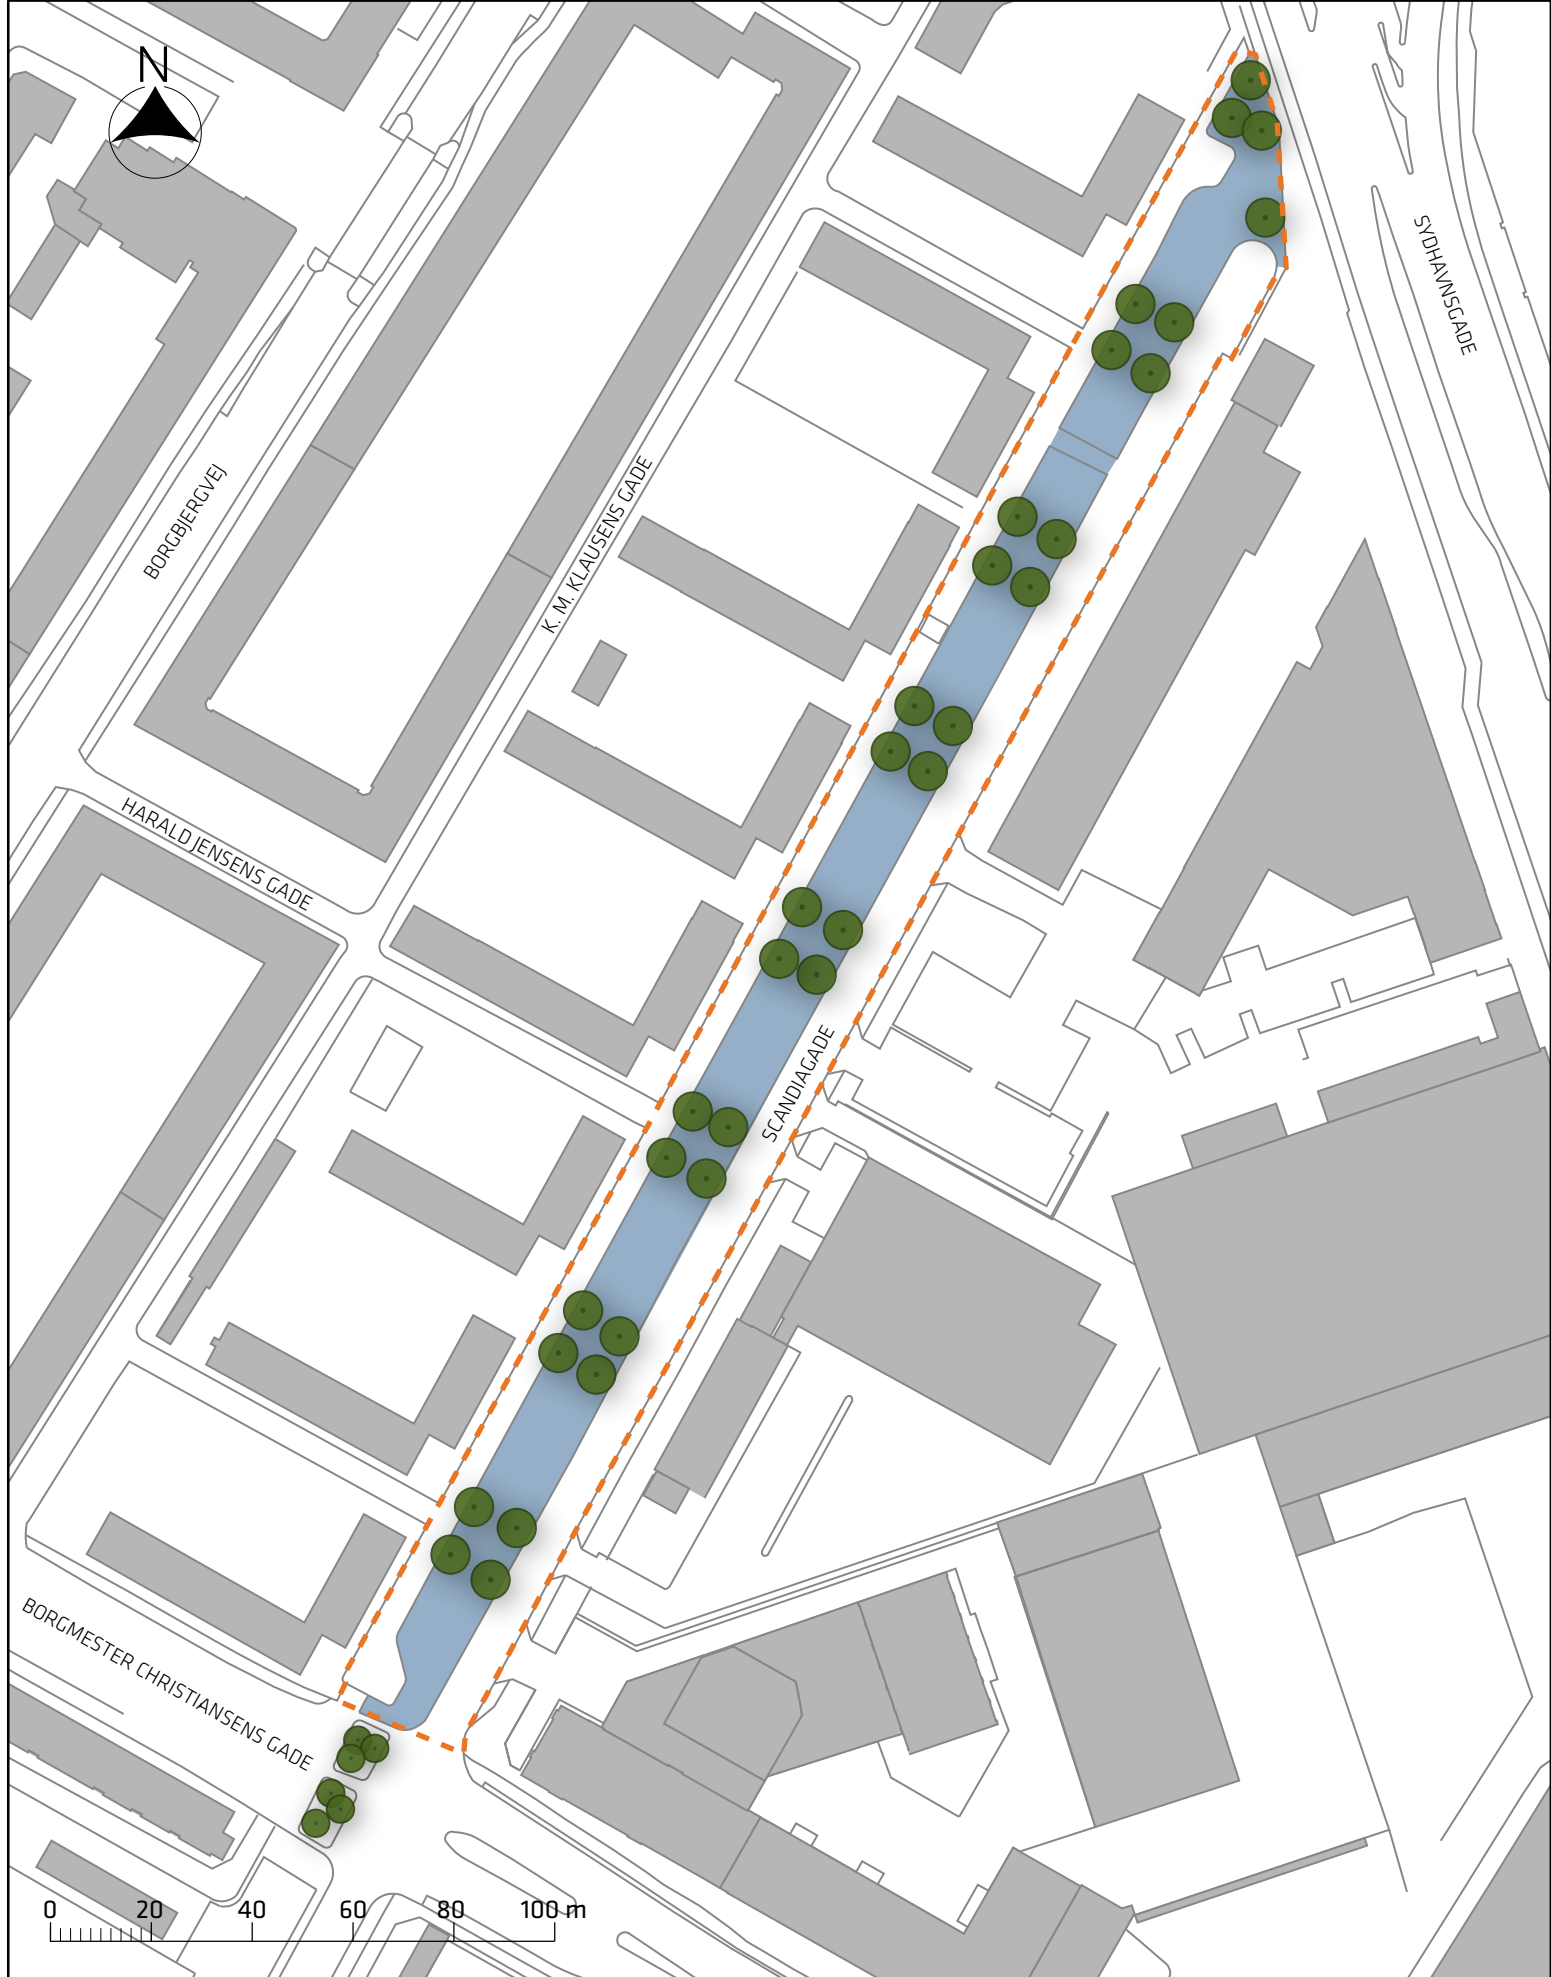 N
SYDHAVNSGADE
BORGBJERGVEJ
K. M. KLAUSENS GADE
HARALD JENSENS GADE
SCANDIAGADE
BORGMESTER CHRISTIANSENS GADE
0 20 40 60 80 100 m